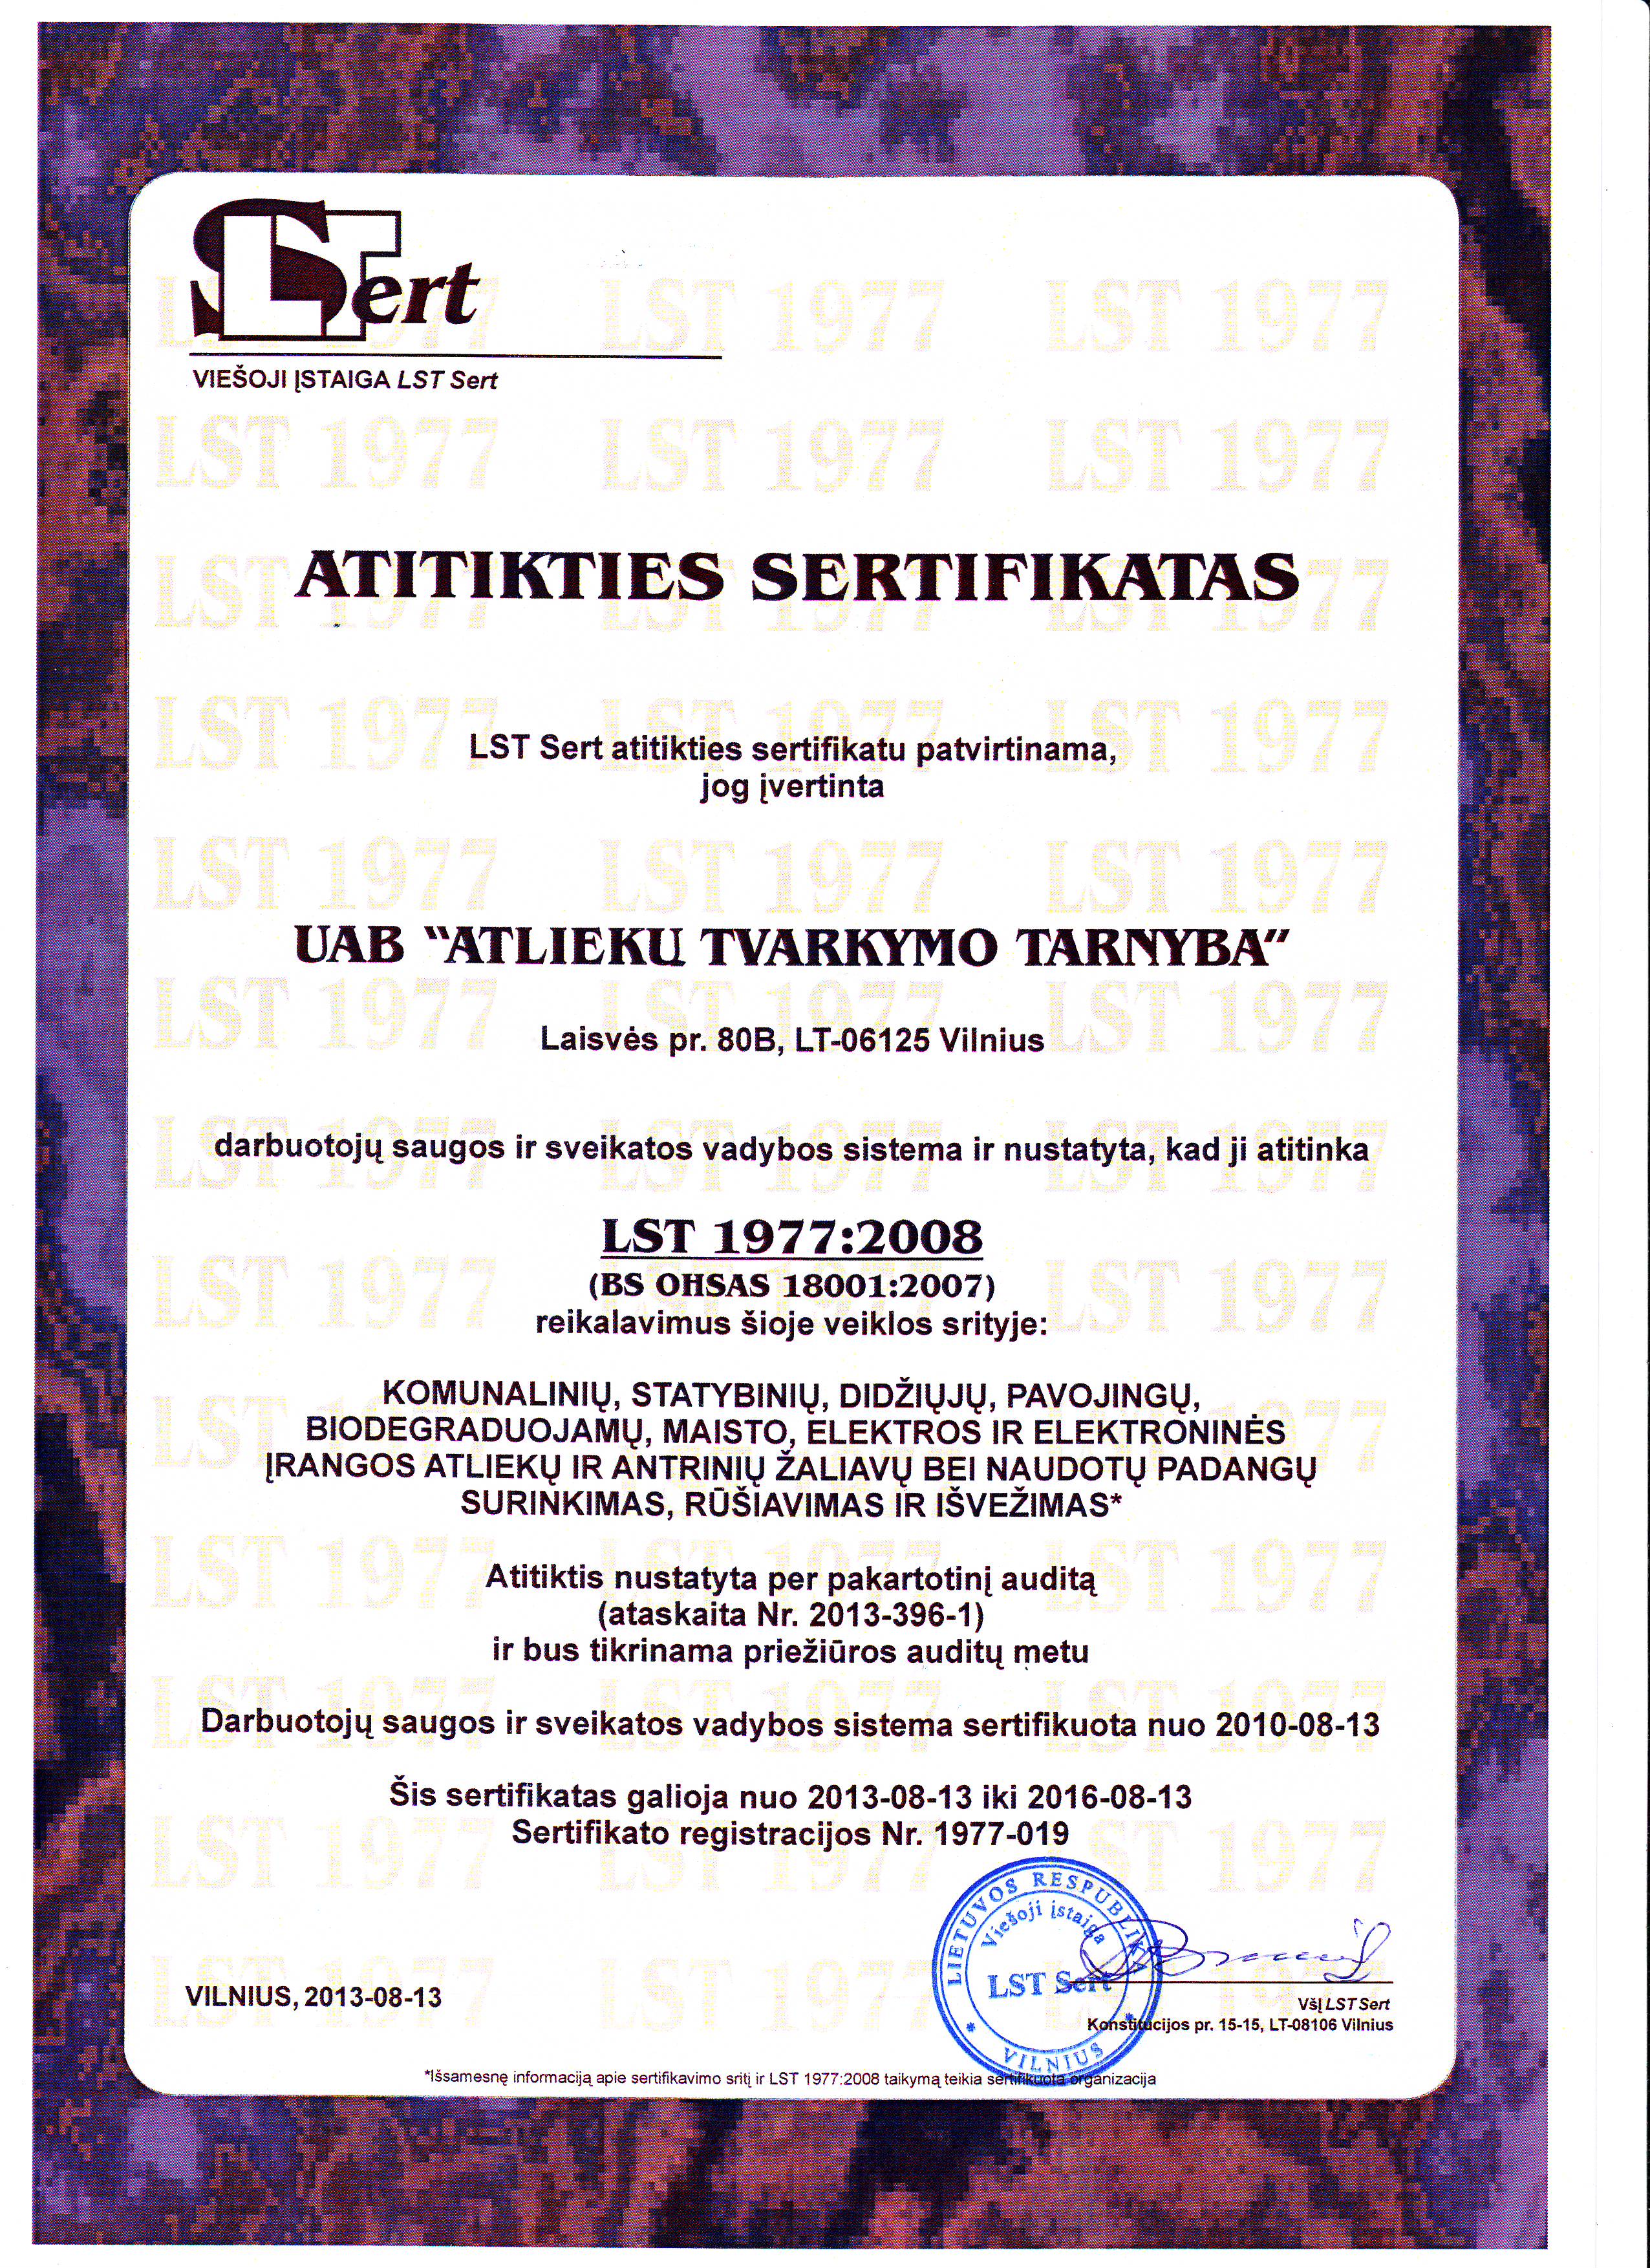 LST Sert
VIEŠOJI ĮSTAIGA LST Sert
ATITIKTIES SERTIFIKATAS
LST Sert atitikties sertifikatu patvirtinama,
jog įvertinta
UAB “ATLIEKŲ TVARKYMO TARNYBA”
Laisvės pr. 80B, LT-06125 Vilnius
darbuotojų saugos ir sveikatos vadybos sistema ir nustatyta, kad ji atitinka
LST 1977:2008
(BS OHSAS 18001:2007)
reikalavimus šioje veiklos srityje:
KOMUNALINIŲ, STATYBINIŲ, DIDŽIŲJŲ, PAVOJINGŲ,
BIODEGRADUOJAMŲ, MAISTO, ELEKTROS IR ELEKTRONINĖS
ĮRANGOS ATLIEKŲ IR ANTRINIŲ ŽALIAVŲ BEI NAUDOTŲ PADANGŲ
SURINKIMAS, RŪŠIAVIMAS IR IŠVEŽIMAS*
Atitiktis nustatyta per pakartotinį auditą
(ataskaita Nr. 2013-396-1)
ir bus tikrinama priežiūros auditų metu
Darbuotojų saugos ir sveikatos vadybos sistema sertifikuota nuo 2010-08-13
Šis sertifikatas galioja nuo 2013-08-13 iki 2016-08-13
Sertifikato registracijos Nr. 1977-019
LIETUVOS RESPUBLIKA
Viešoji įstaiga
LST Sert
* VILNIUS *
VILNIUS, 2013-08-13
VšĮ LST Sert
Konstitucijos pr. 15-15, LT-08106 Vilnius
*Išsamesnę informaciją apie sertifikavimo sritį ir LST 1977:2008 taikymą teikia sertifikuota organizacija